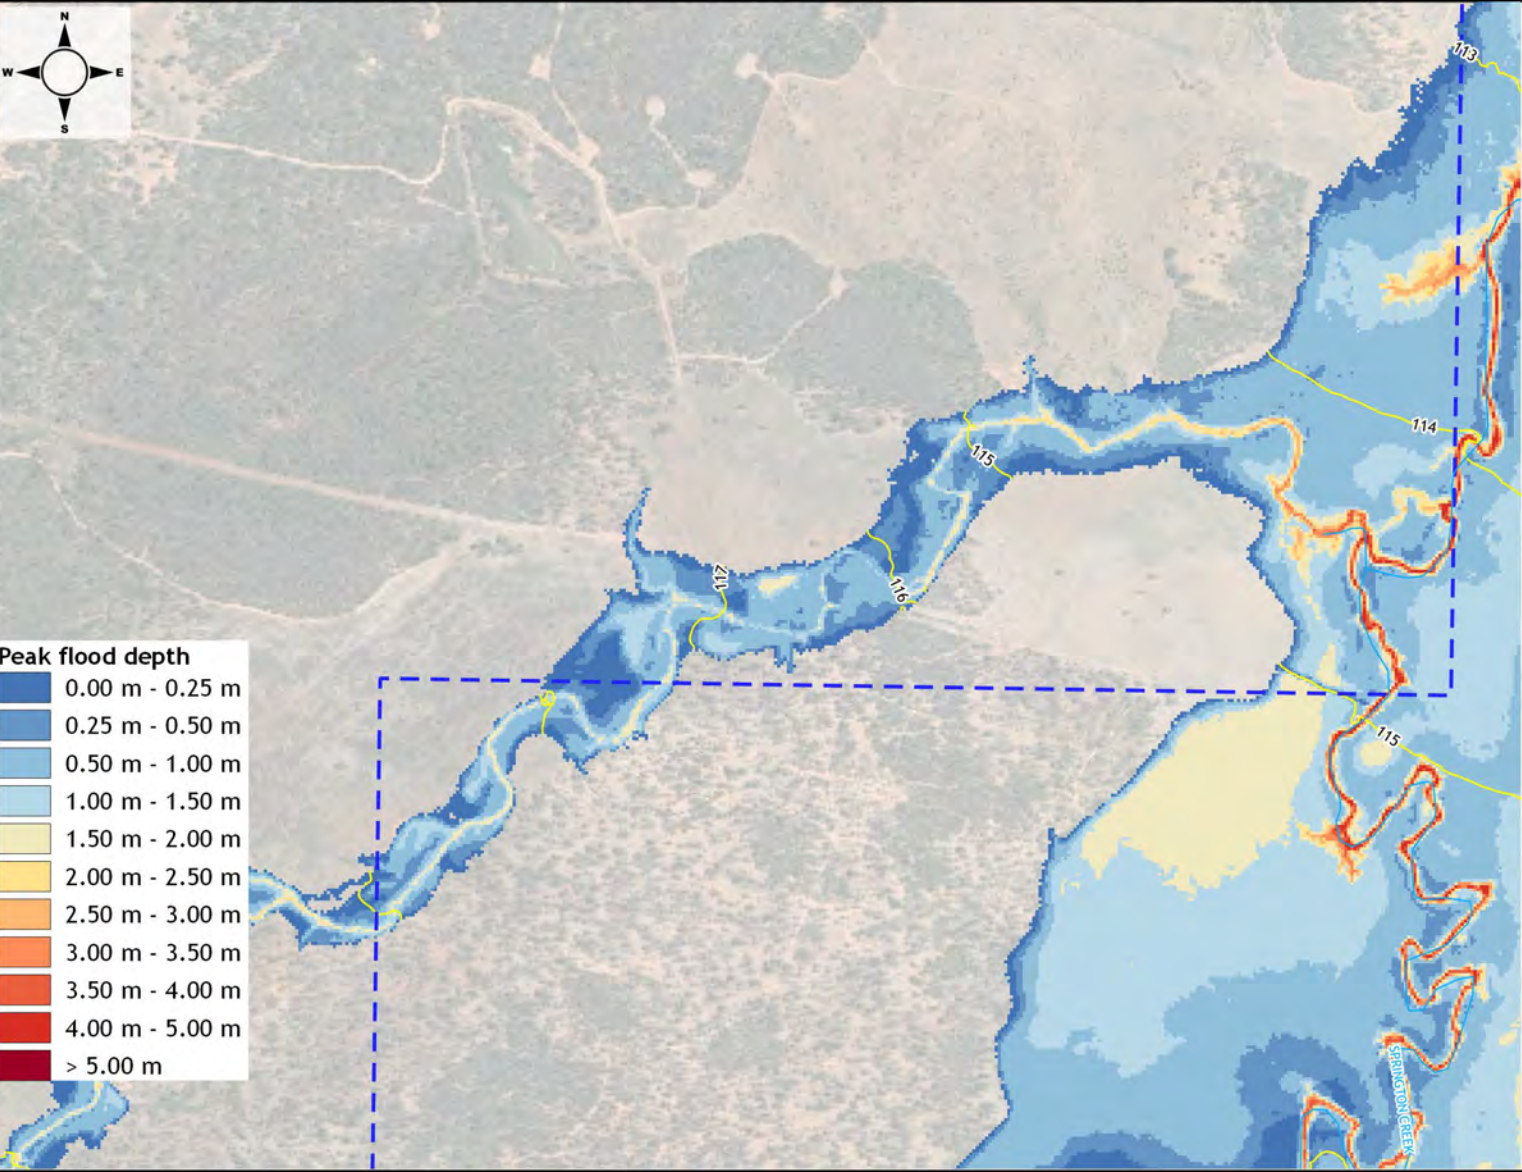 N
W E
S
113
114
115
117
116
115
Peak flood depth
0.00 m - 0.25 m
0.25 m - 0.50 m
0.50 m - 1.00 m
1.00 m - 1.50 m
1.50 m - 2.00 m
2.00 m - 2.50 m
2.50 m - 3.00 m
3.00 m - 3.50 m
3.50 m - 4.00 m
4.00 m - 5.00 m
> 5.00 m
SPRINGTON CREEK